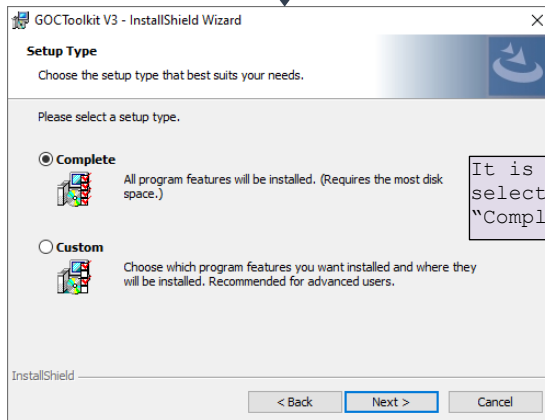 GOCToolkit V3 - InstallShield Wizard
Setup Type
Choose the setup type that best suits your needs.
Please select a setup type.
Complete
All program features will be installed. (Requires the most disk
space.)
It is
select
"Compl
Custom
Choose which program features you want installed and where they
will be installed. Recommended for advanced users.
InstallShield
< Back
Next >
Cancel